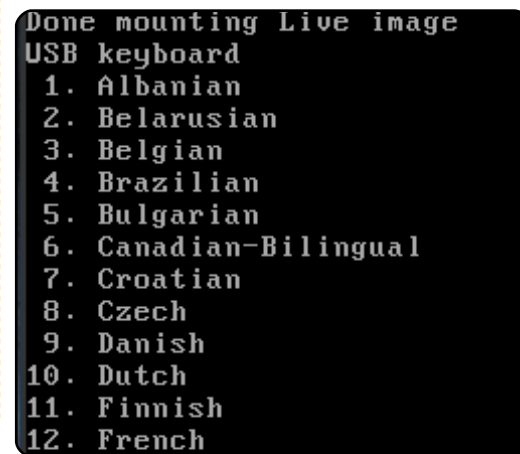 Done mounting Live image
USB keyboard
1. Albanian
2. Belarusian
3. Belgian
4. Brazilian
5. Bulgarian
6. Canadian-Bilingual
7. Croatian
8. Czech
9. Danish
10. Dutch
11. Finnish
12. French